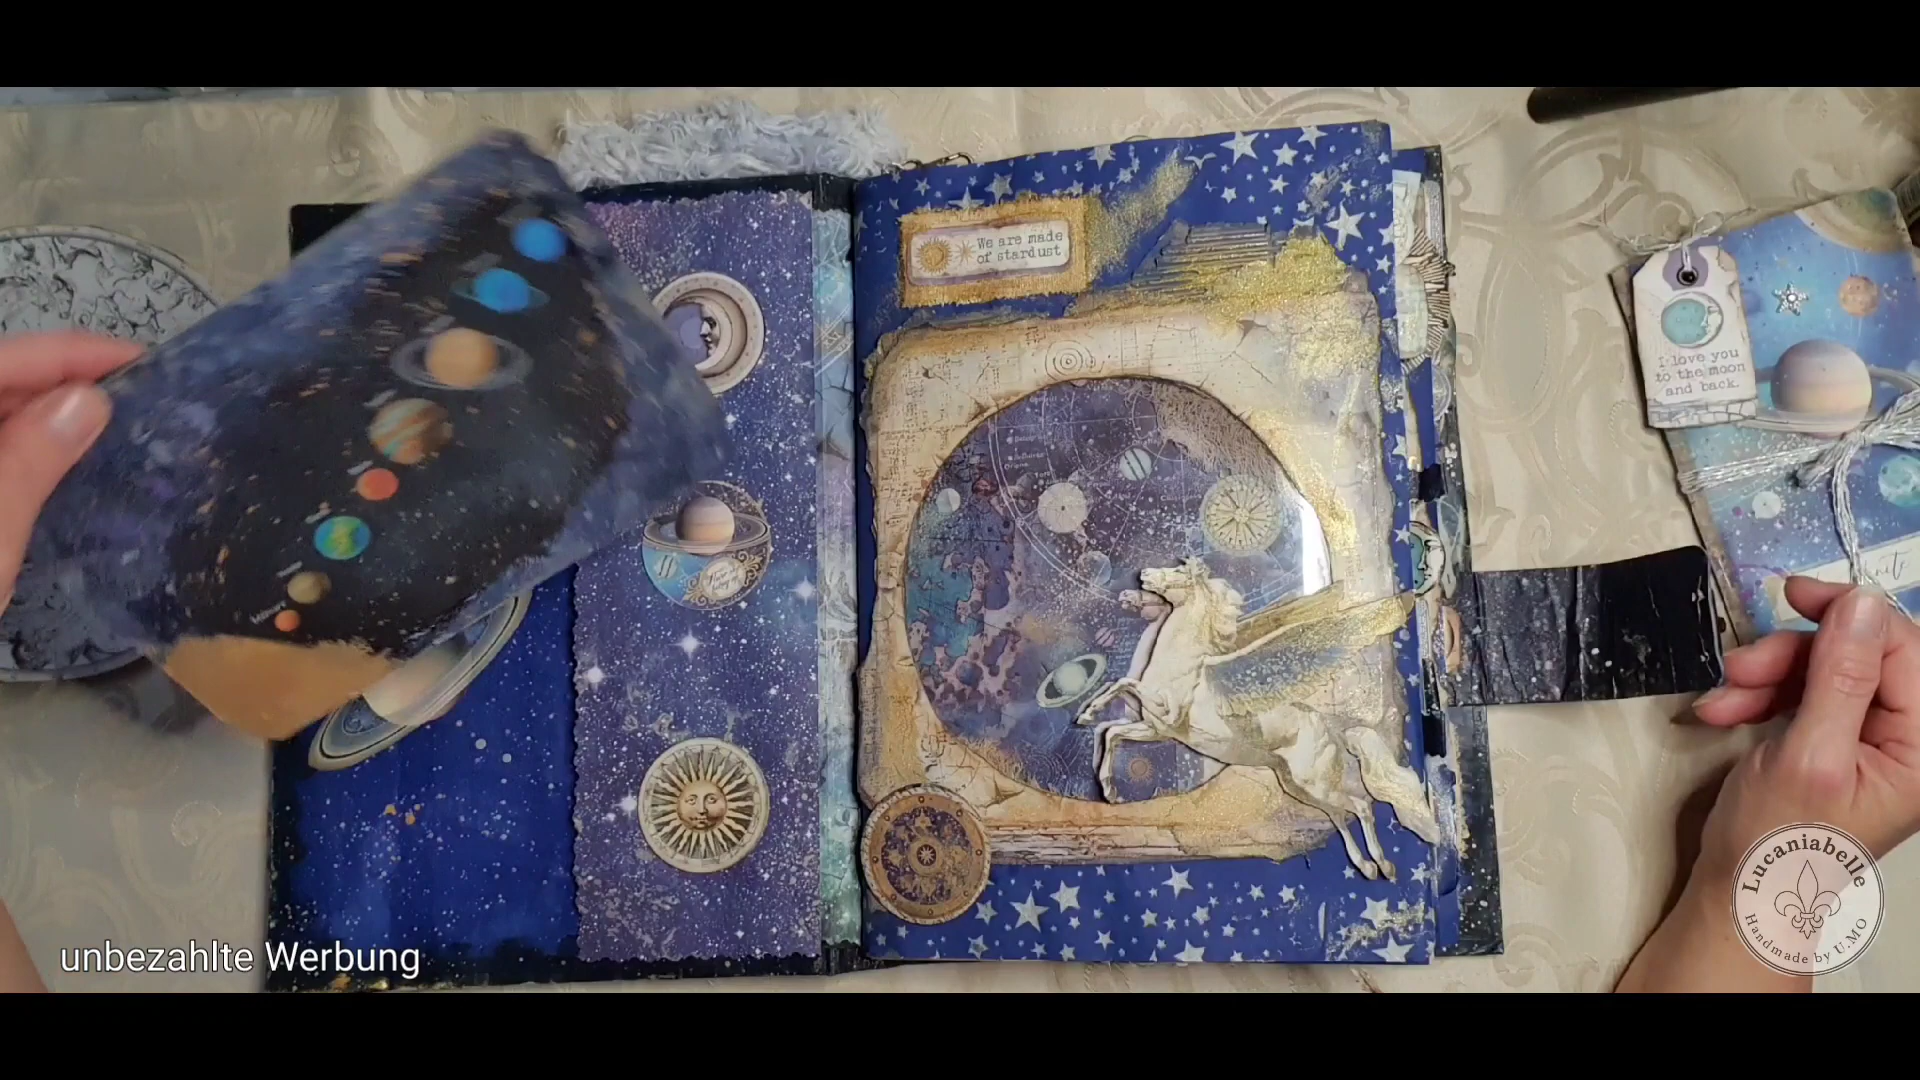 We are made
of stardust
I love you
to the moon
and back.
unbezahlte Werbung
Lucaniabelle
Handmade by U.MO